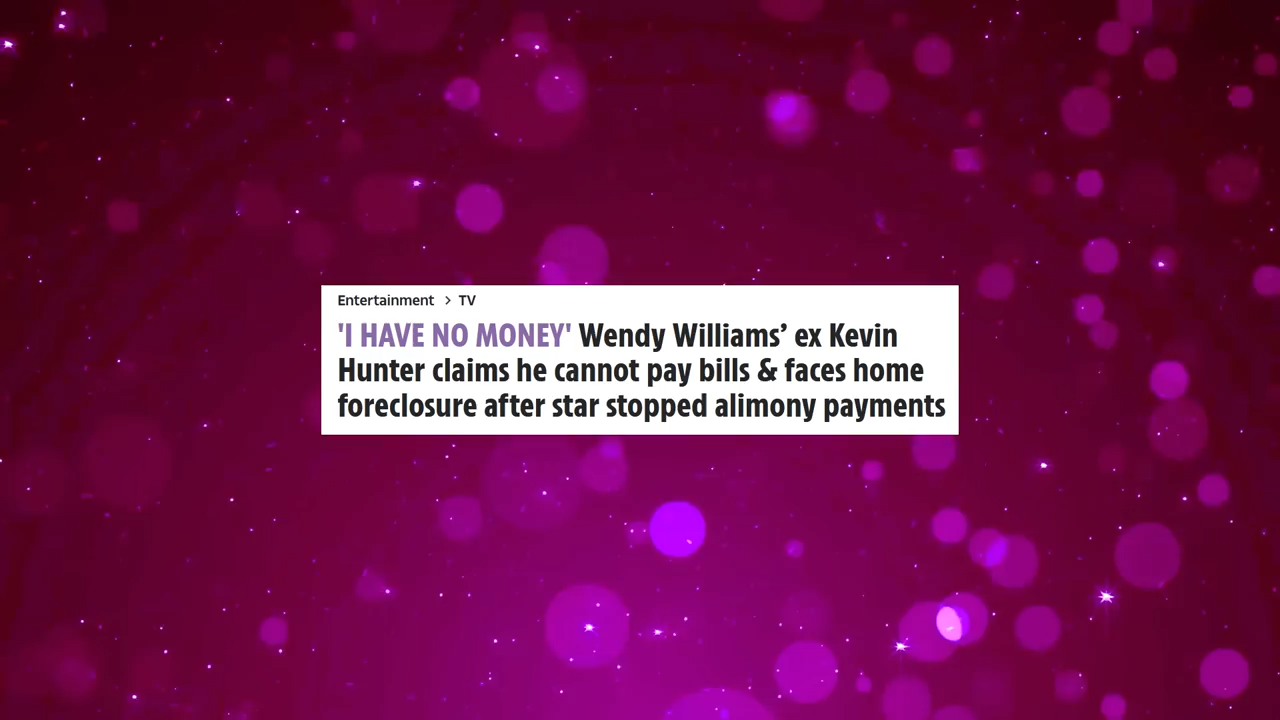 Entertainment > TV
'I HAVE NO MONEY' Wendy Williams’ ex Kevin
Hunter claims he cannot pay bills & faces home
foreclosure after star stopped alimony payments